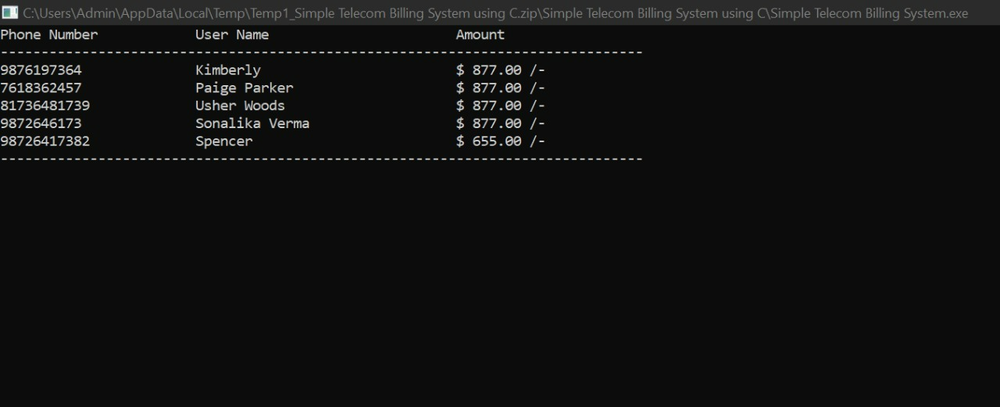 C:\Users\Admin\AppData\Local\Temp\Temp1_Simple Telecom Billing System using C.zip\Simple Telecom Billing System using C\Simple Telecom Billing System.exe
Phone Number User Name Amount
-------------------------------------------------------------------------------
9876197364 Kimberly $ 877.00 /-
7618362457 Paige Parker $ 877.00 /-
81736481739 Usher Woods $ 877.00 /-
9872646173 Sonalika Verma $ 877.00 /-
98726417382 Spencer $ 655.00 /-
-------------------------------------------------------------------------------